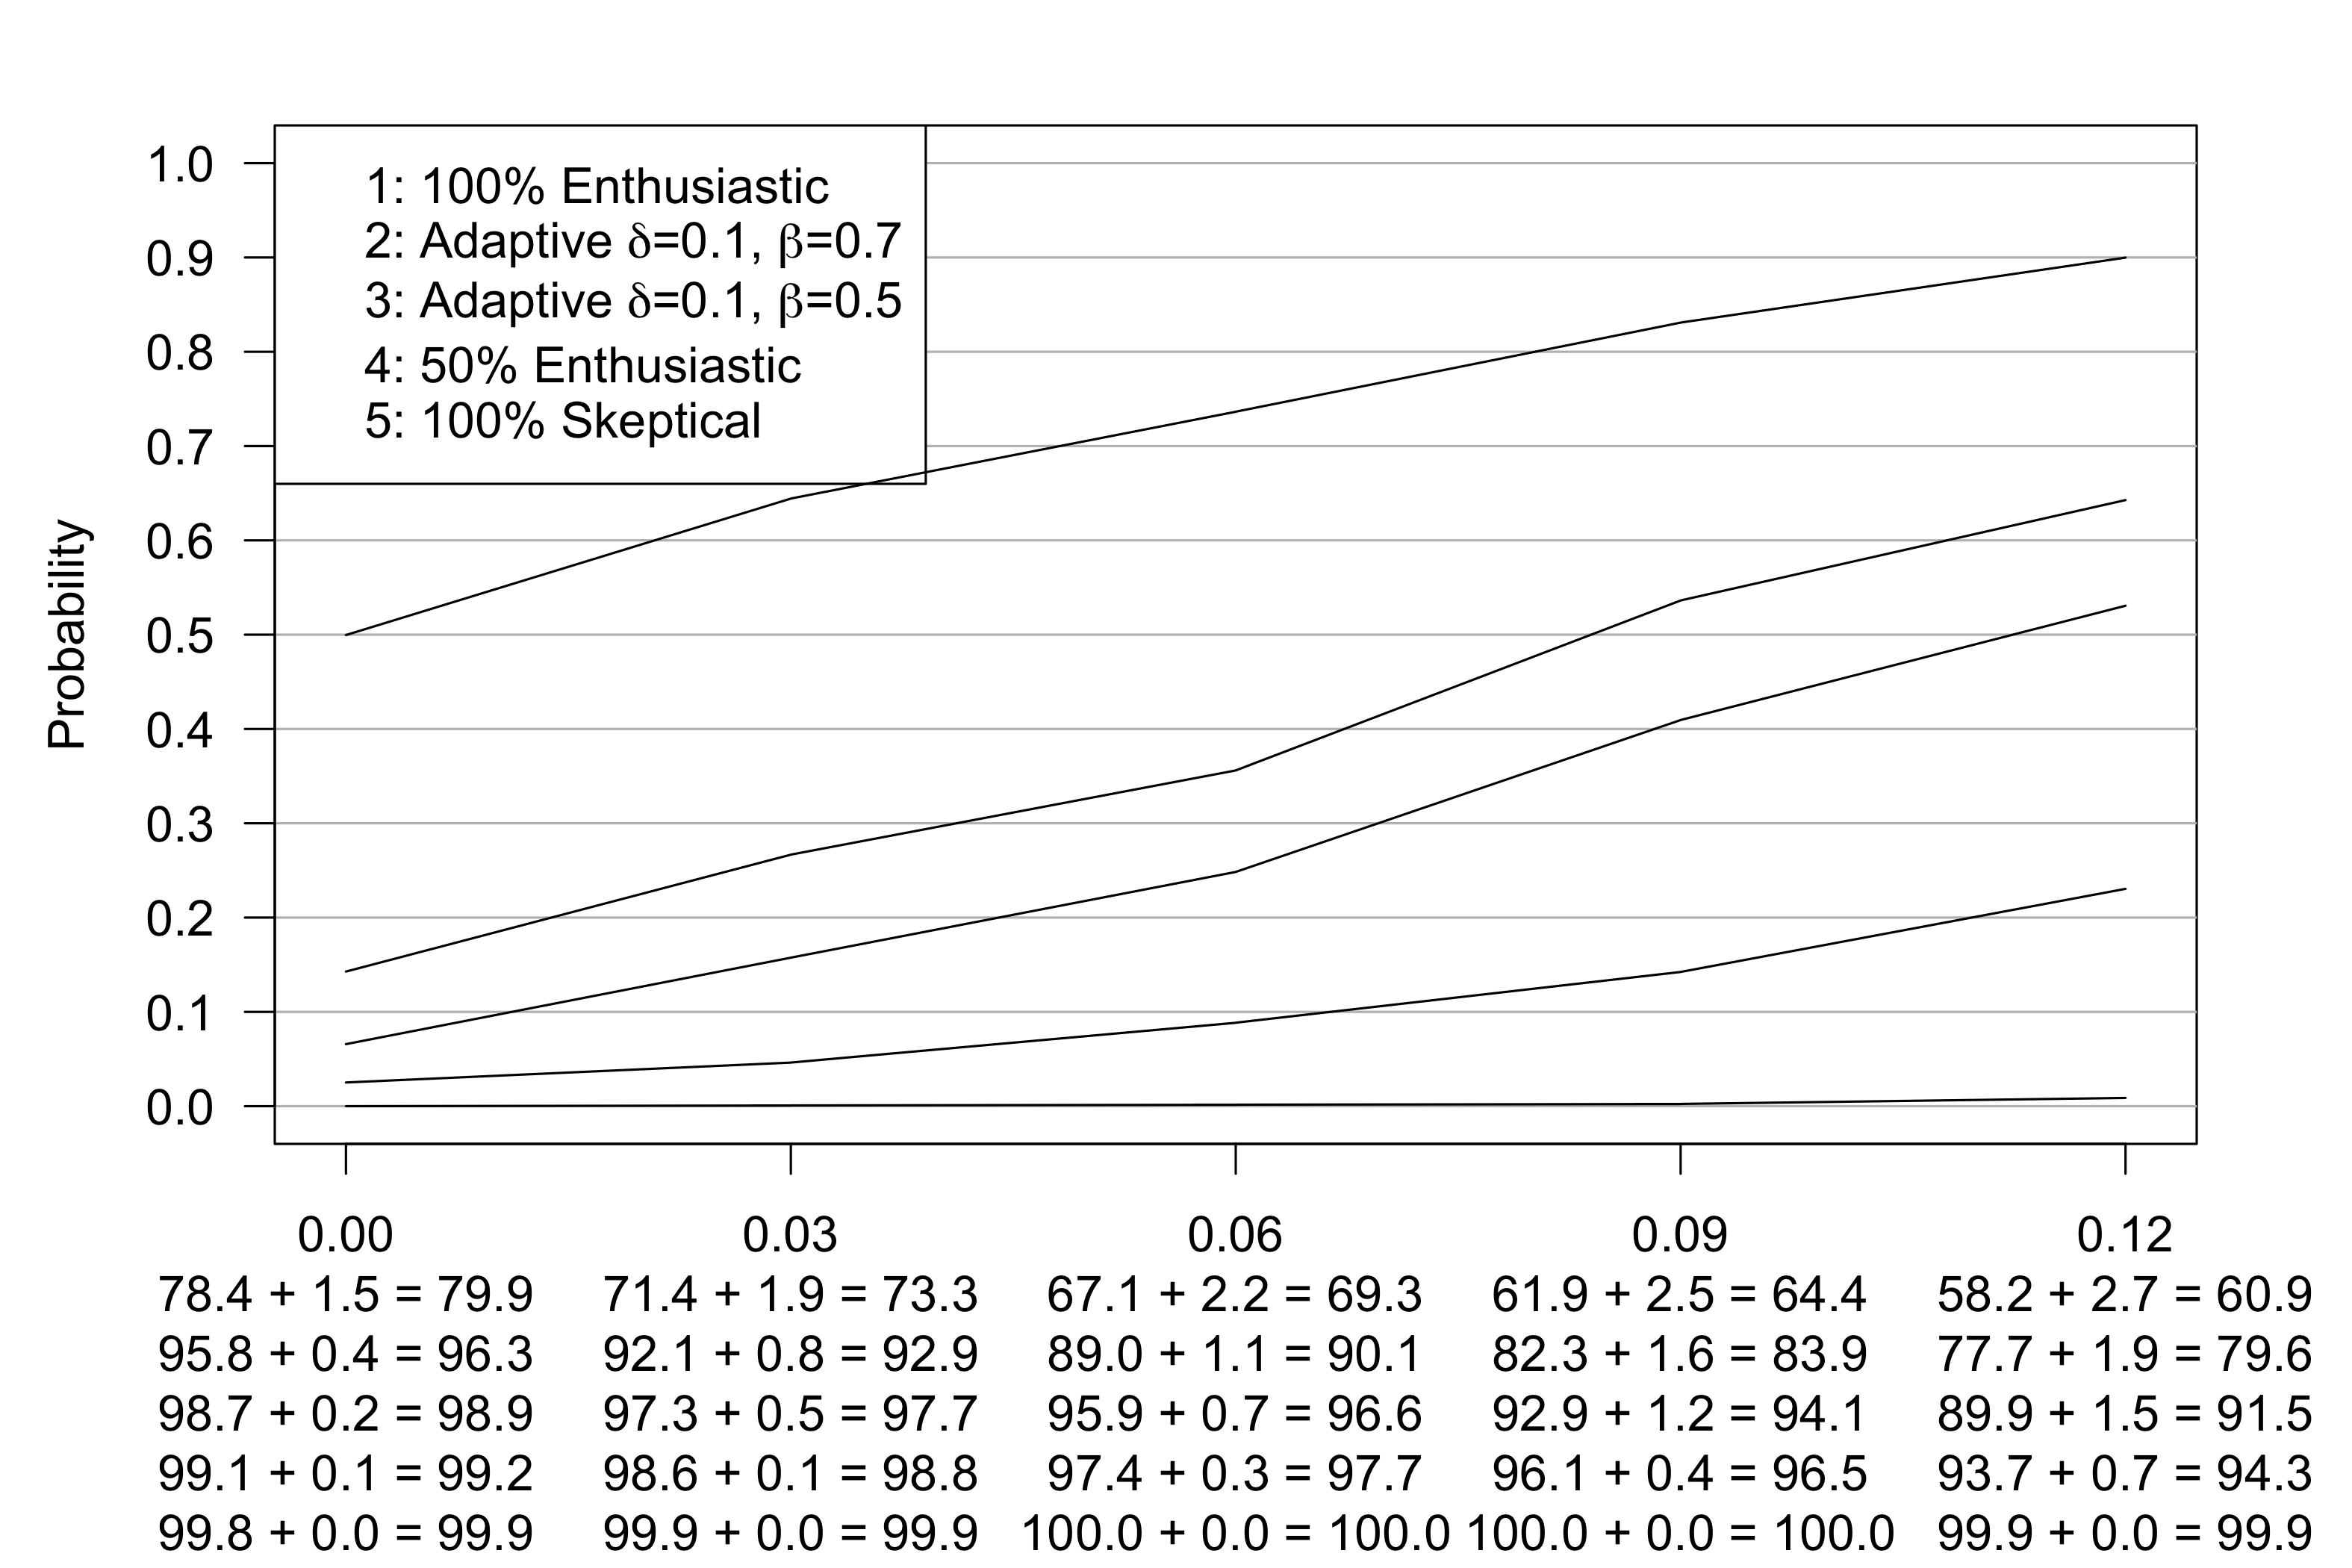 1: 100% Enthusiastic
2: Adaptive δ=0.1, β=0.7
3: Adaptive δ=0.1, β=0.5
4: 50% Enthusiastic
5: 100% Skeptical
Probability
1.0
0.9
0.8
0.7
0.6
0.5
0.4
0.3
0.2
0.1
0.0
0.00 0.03 0.06 0.09 0.12
78.4 + 1.5 = 79.9 71.4 + 1.9 = 73.3 67.1 + 2.2 = 69.3 61.9 + 2.5 = 64.4 58.2 + 2.7 = 60.9
95.8 + 0.4 = 96.3 92.1 + 0.8 = 92.9 89.0 + 1.1 = 90.1 82.3 + 1.6 = 83.9 77.7 + 1.9 = 79.6
98.7 + 0.2 = 98.9 97.3 + 0.5 = 97.7 95.9 + 0.7 = 96.6 92.9 + 1.2 = 94.1 89.9 + 1.5 = 91.5
99.1 + 0.1 = 99.2 98.6 + 0.1 = 98.8 97.4 + 0.3 = 97.7 96.1 + 0.4 = 96.5 93.7 + 0.7 = 94.3
99.8 + 0.0 = 99.9 99.9 + 0.0 = 99.9 100.0 + 0.0 = 100.0 100.0 + 0.0 = 100.0 99.9 + 0.0 = 99.9